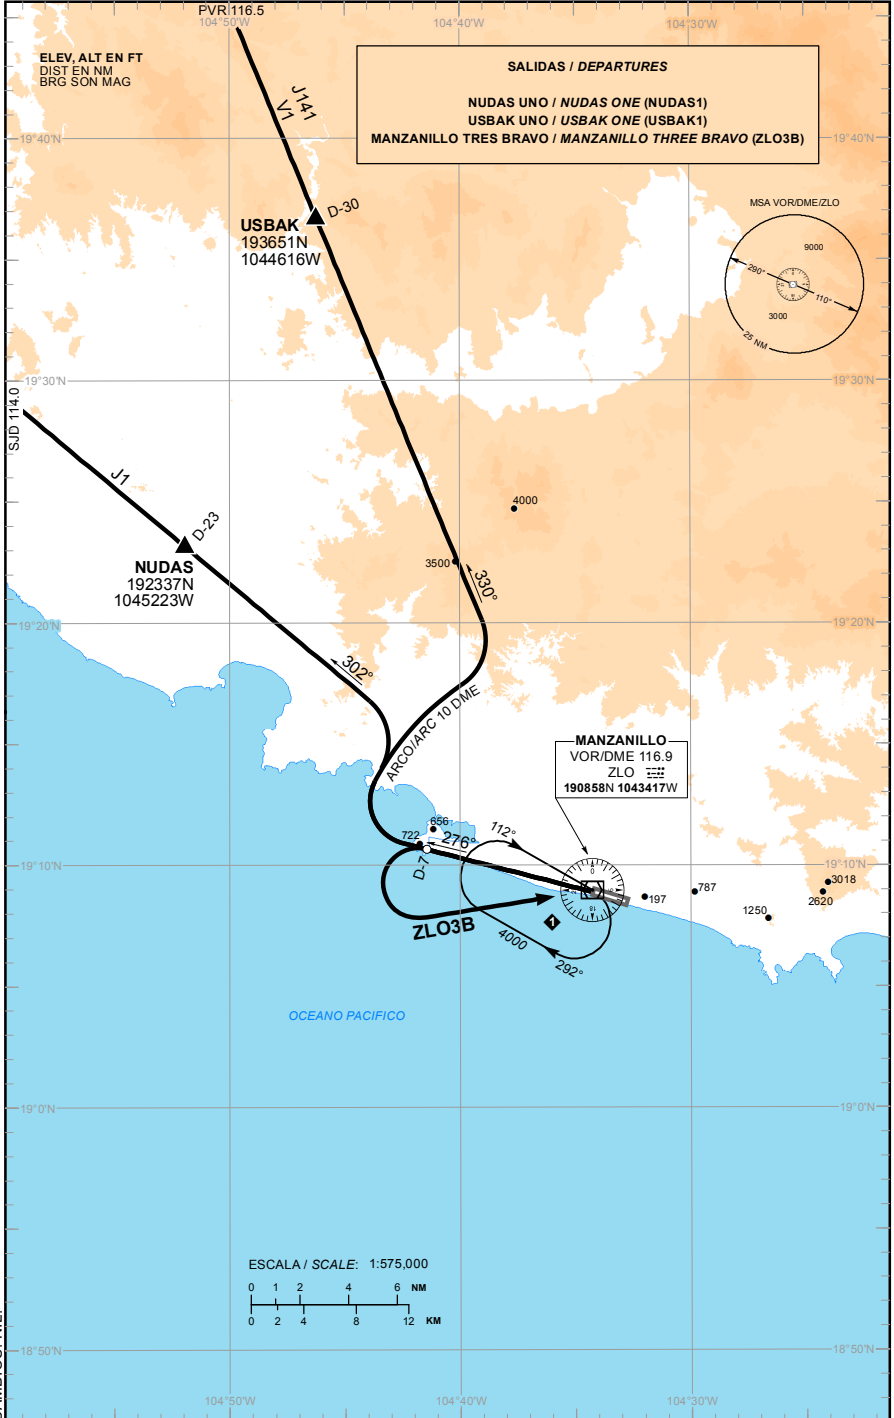 PVR 116.5
104°50'W
104°40'W
104°30'W
ELEV, ALT EN FT
DIST EN NM
BRG SON MAG
SALIDAS / DEPARTURES
NUDAS UNO / NUDAS ONE (NUDAS1)
USBAK UNO / USBAK ONE (USBAK1)
MANZANILLO TRES BRAVO / MANZANILLO THREE BRAVO (ZLO3B)
J141
V1
19°40'N
19°40'N
D-30
USBAK
193651N
1044616W
MSA VOR/DME/ZLO
9000
290°
110°
3000
25 NM
19°30'N
19°30'N
SJD 114.0
J1
D-23
4000
NUDAS
192337N
1045223W
3500
330°
19°20'N
19°20'N
302°
ARCO/ARC 10 DME
MANZANILLO
VOR/DME 116.9
ZLO
190858N 1043417W
656
722
276°
112°
D-7
19°10'N
19°10'N
0
18
197
787
3018
2620
1250
ZLO3B
4000
1
292°
OCEANO PACIFICO
19°0'N
19°0'N
ESCALA / SCALE: 1:575,000
0 1 2 4 6 NM
0 2 4 8 12 KM
18°50'N
18°50'N
104°50'W
104°40'W
104°30'W